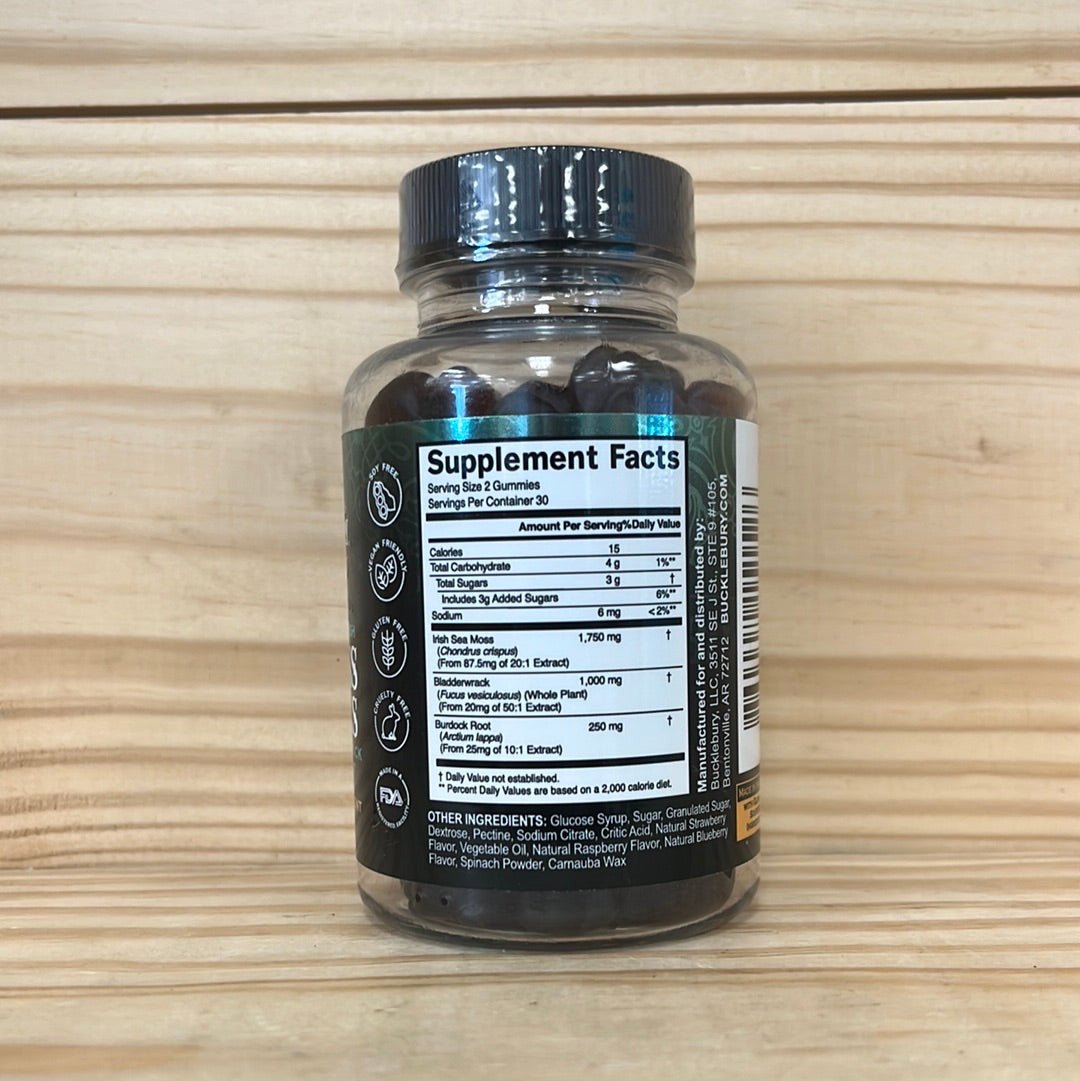 SOY FREE
VEGAN FRIENDLY
GLUTEN FREE
CRUELTY FREE
MADE IN A
FDA
Supplement Facts
Serving Size 2 Gummies
Servings Per Container 30
Amount Per Serving %Daily Value
Calories 15
Total Carbohydrate 4 g 1%**
Total Sugars 3 g †
Includes 3g Added Sugars 6%**
Sodium 6 mg <2%**
Irish Sea Moss 1,750 mg †
(Chondrus crispus)
(From 87.5mg of 20:1 Extract)
Bladderwrack 1,000 mg †
(Fucus vesiculosus) (Whole Plant)
(From 20mg of 50:1 Extract)
Burdock Root 250 mg †
(Arctium lappa)
(From 25mg of 10:1 Extract)
† Daily Value not established.
** Percent Daily Values are based on a 2,000 calorie diet.
OTHER INGREDIENTS: Glucose Syrup, Sugar, Granulated Sugar,
Dextrose, Pectine, Sodium Citrate, Critic Acid, Natural Strawberry
Flavor, Vegetable Oil, Natural Raspberry Flavor, Natural Blueberry
Flavor, Spinach Powder, Carnauba Wax
Manufactured for and distributed by:
Bucklebury, LLC, 3511 SE J St., STE 9 #105,
Bentonville, AR 72712 BUCKLEBURY.COM